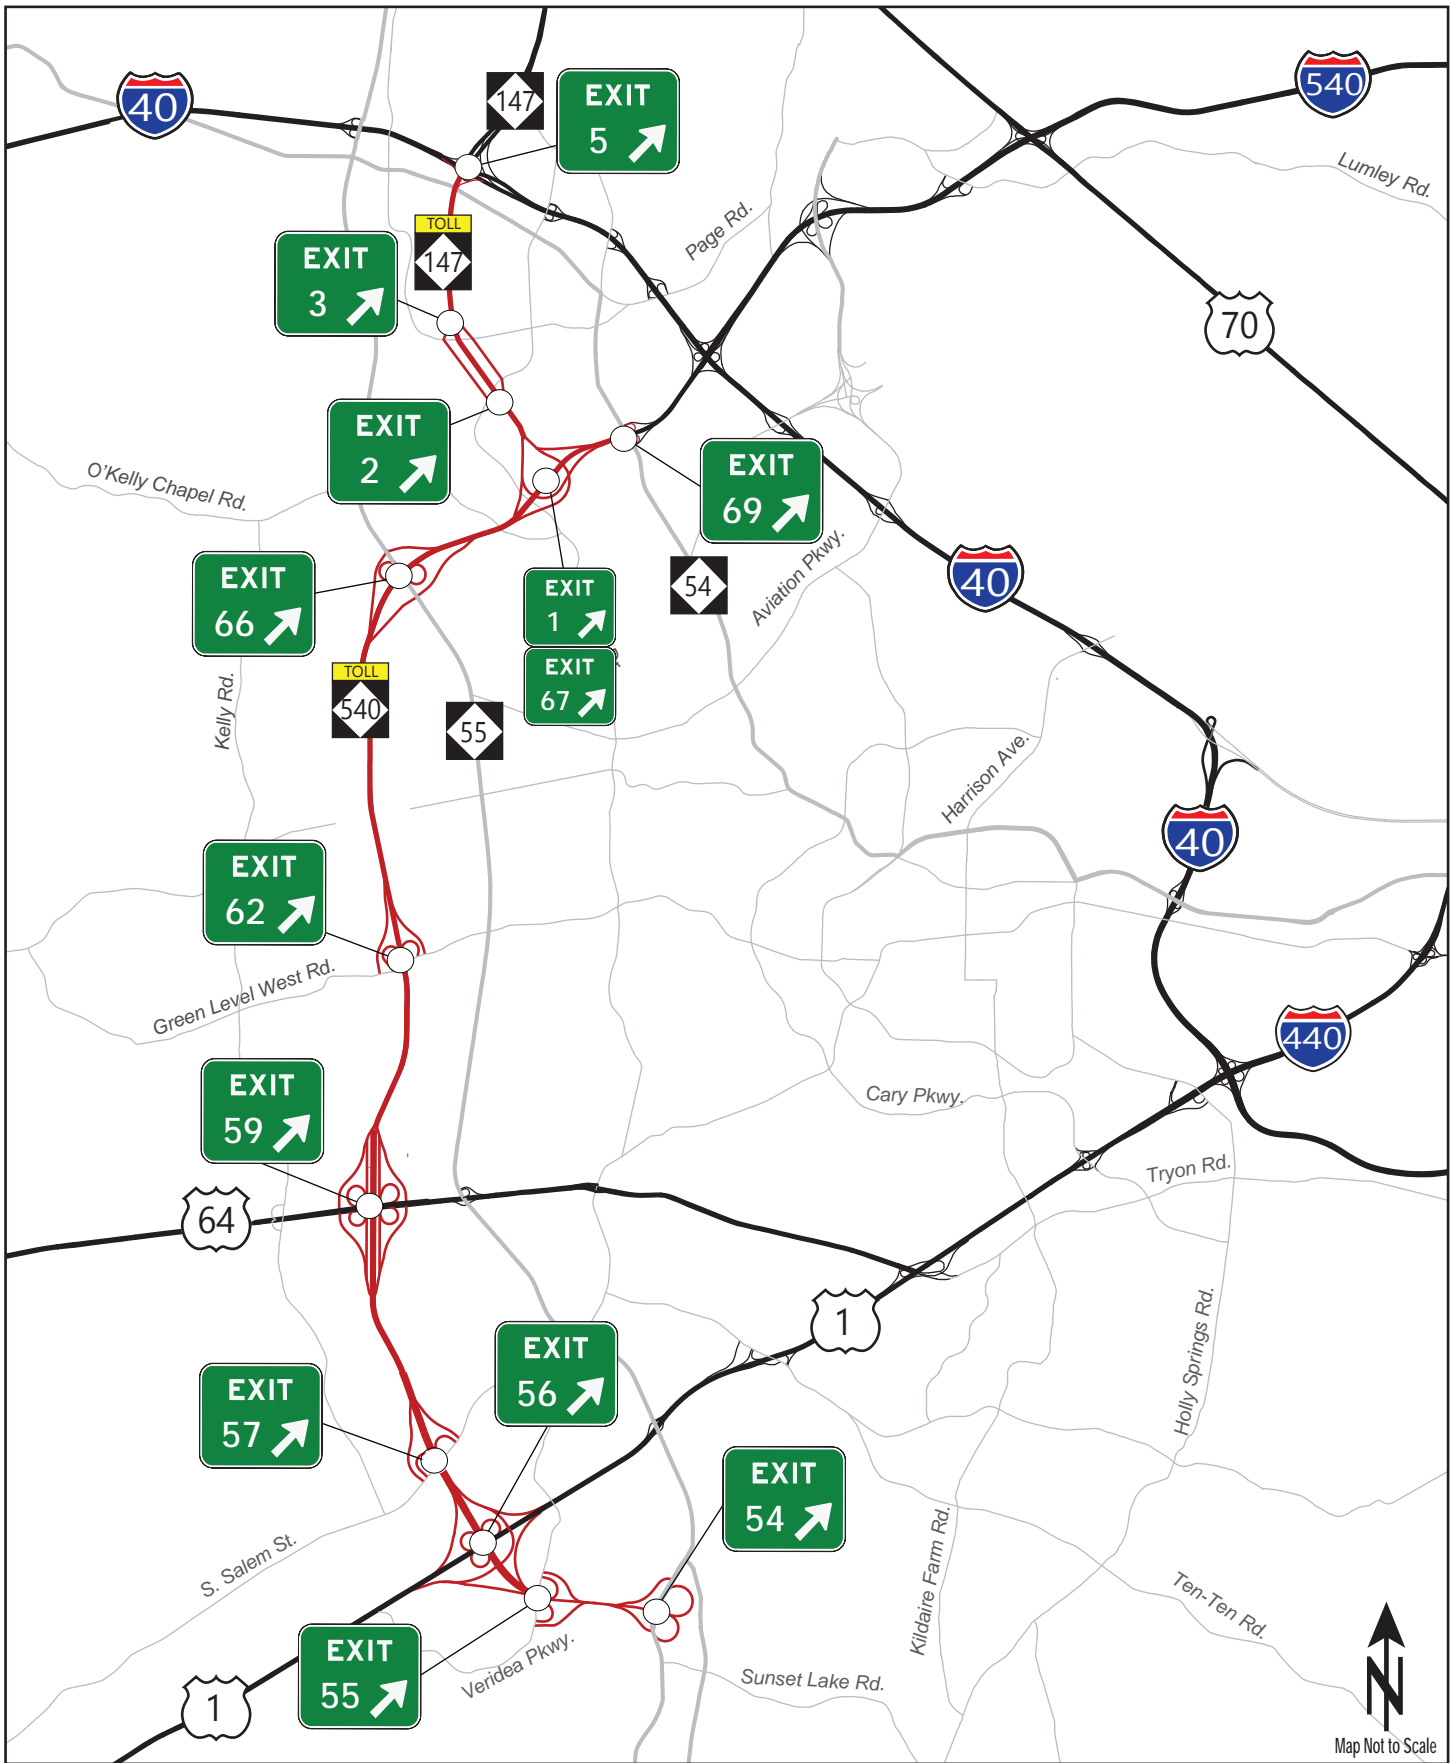 540
40
147
EXIT
5
Lumley Rd.
Page Rd.
TOLL
147
EXIT
3
70
EXIT
2
O'Kelly Chapel Rd.
EXIT
69
Aviation Pkwy.
40
54
EXIT
66
EXIT
1
EXIT
67
TOLL
540
Kelly Rd.
55
Harrison Ave.
40
EXIT
62
Green Level West Rd.
440
EXIT
59
Cary Pkwy.
Tryon Rd.
64
1
Holly Springs Rd.
EXIT
56
EXIT
57
EXIT
54
S. Salem St.
Kildaire Farm Rd.
Ten-Ten Rd.
EXIT
55
Veridea Pkwy.
Sunset Lake Rd.
1
N
Map Not to Scale